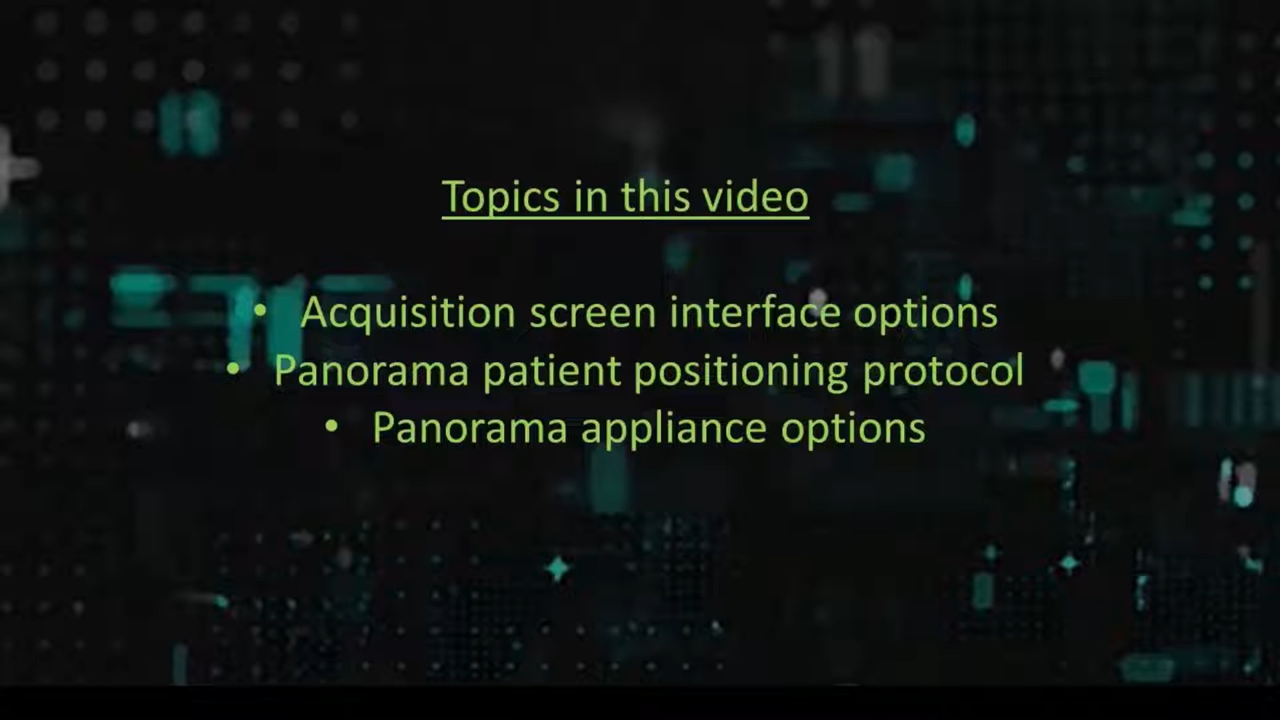 Topics in this video
• Acquisition screen interface options
• Panorama patient positioning protocol
• Panorama appliance options